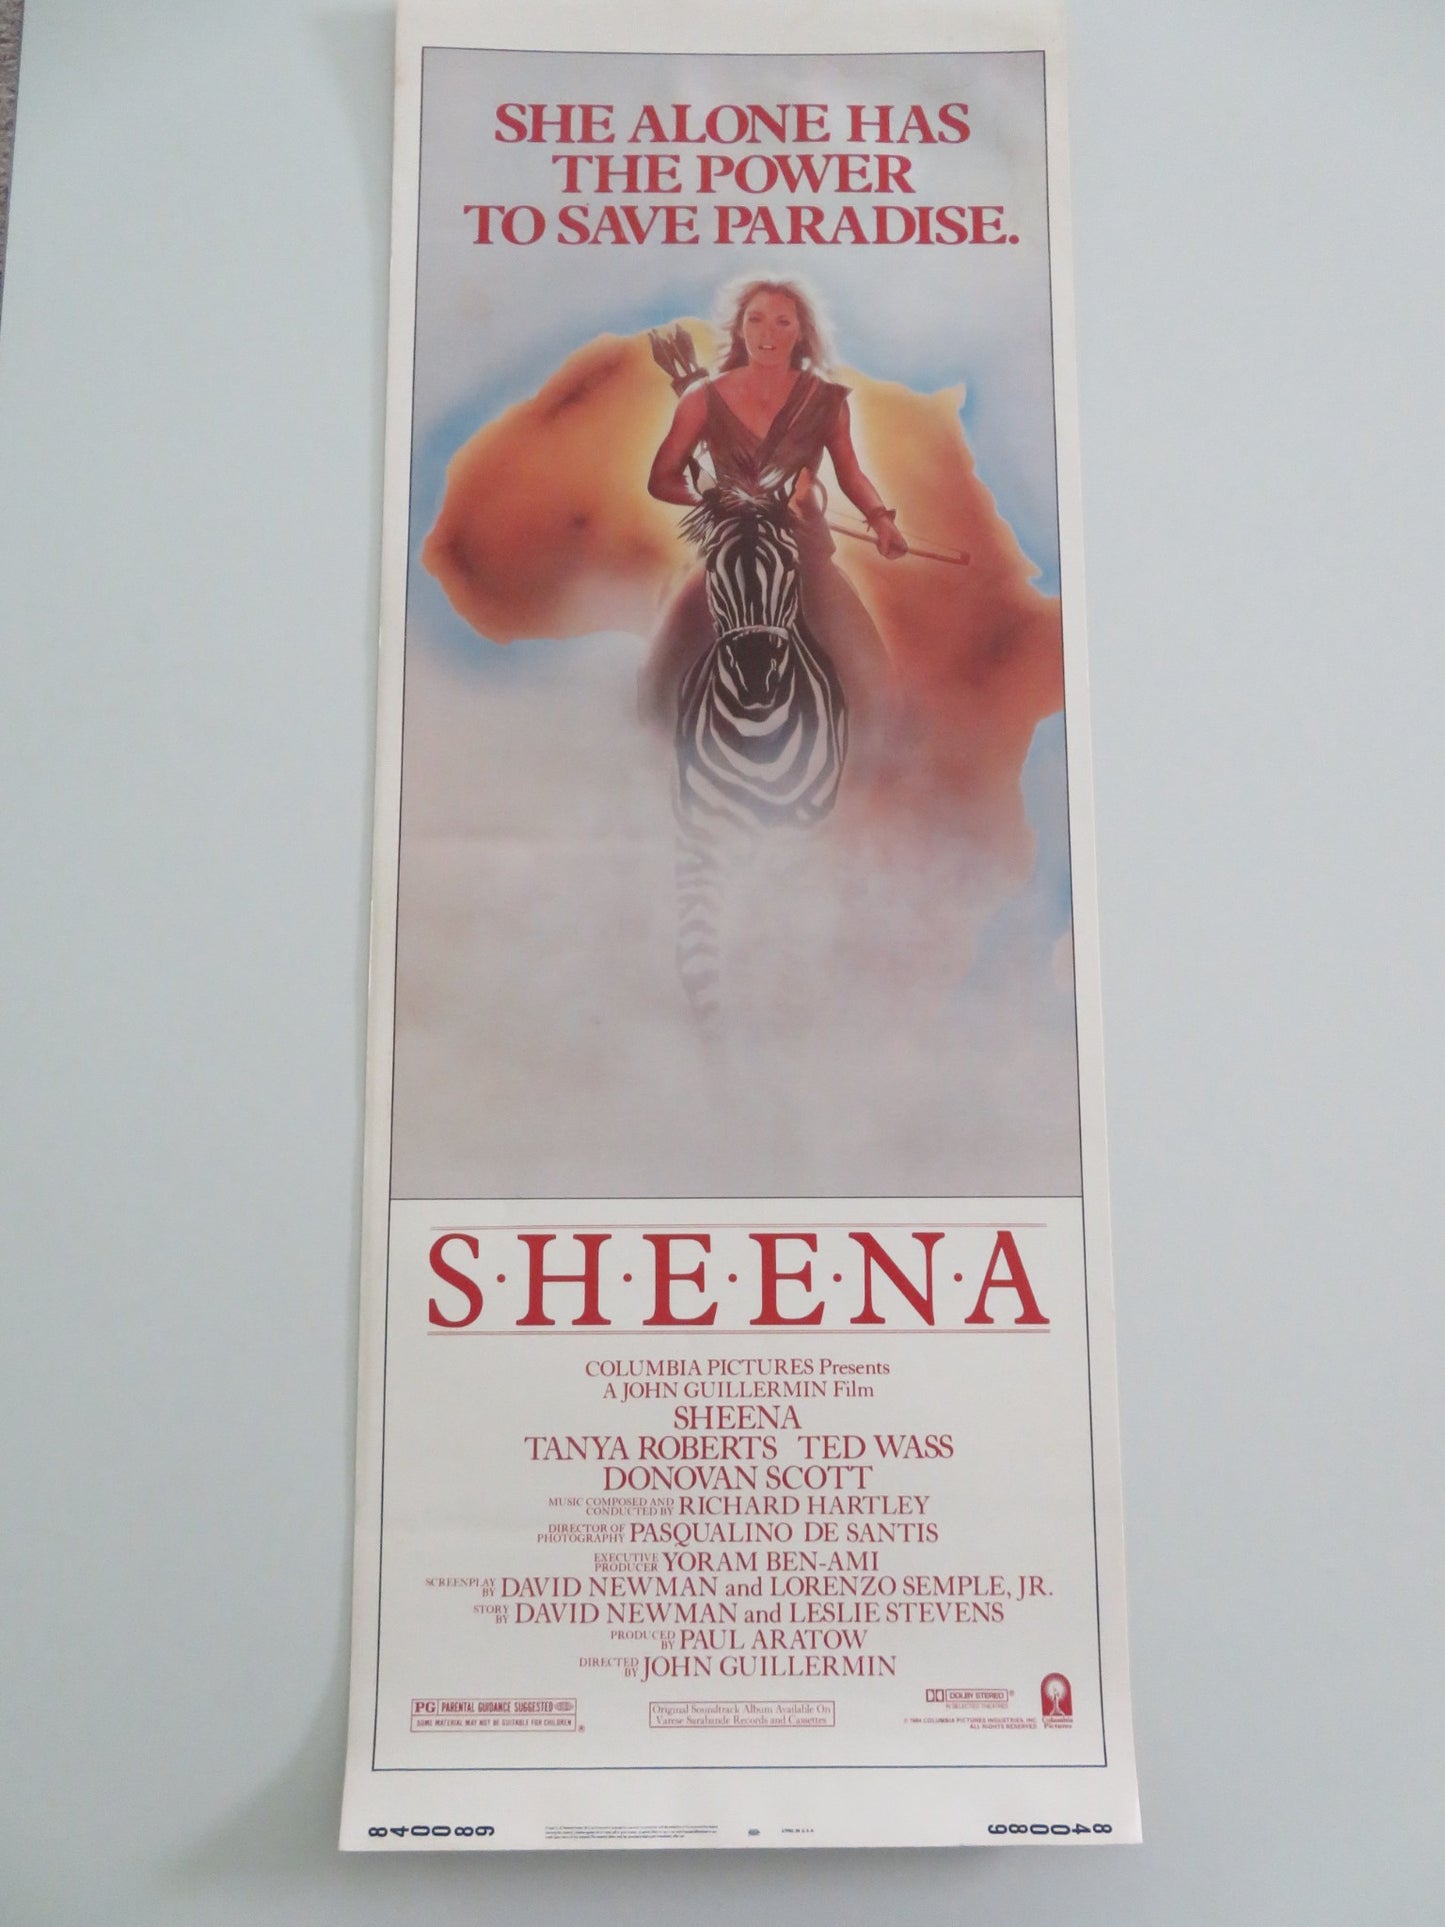 SHE ALONE HAS
THE POWER
TO SAVE PARADISE.
S·H·E·E·N·A
COLUMBIA PICTURES Presents
A JOHN GUILLERMIN Film
SHEENA
TANYA ROBERTS TED WASS
DONOVAN SCOTT
MUSIC COMPOSED AND CONDUCTED BY RICHARD HARTLEY
DIRECTOR OF PHOTOGRAPHY PASQUALINO DE SANTIS
EXECUTIVE PRODUCER YORAM BEN-AMI
SCREENPLAY BY DAVID NEWMAN and LORENZO SEMPLE, JR.
STORY BY DAVID NEWMAN and LESLIE STEVENS
PRODUCED BY PAUL ARATOW
DIRECTED BY JOHN GUILLERMIN
PG PARENTAL GUIDANCE SUGGESTED
SOME MATERIAL MAY NOT BE SUITABLE FOR CHILDREN ®
Original Soundtrack Album Available On
Varese Sarabande Records and Cassettes
DOLBY STEREO ®
IN SELECTED THEATRES
© 1984 COLUMBIA PICTURES INDUSTRIES, INC.
ALL RIGHTS RESERVED
Columbia
Pictures
840089
840089